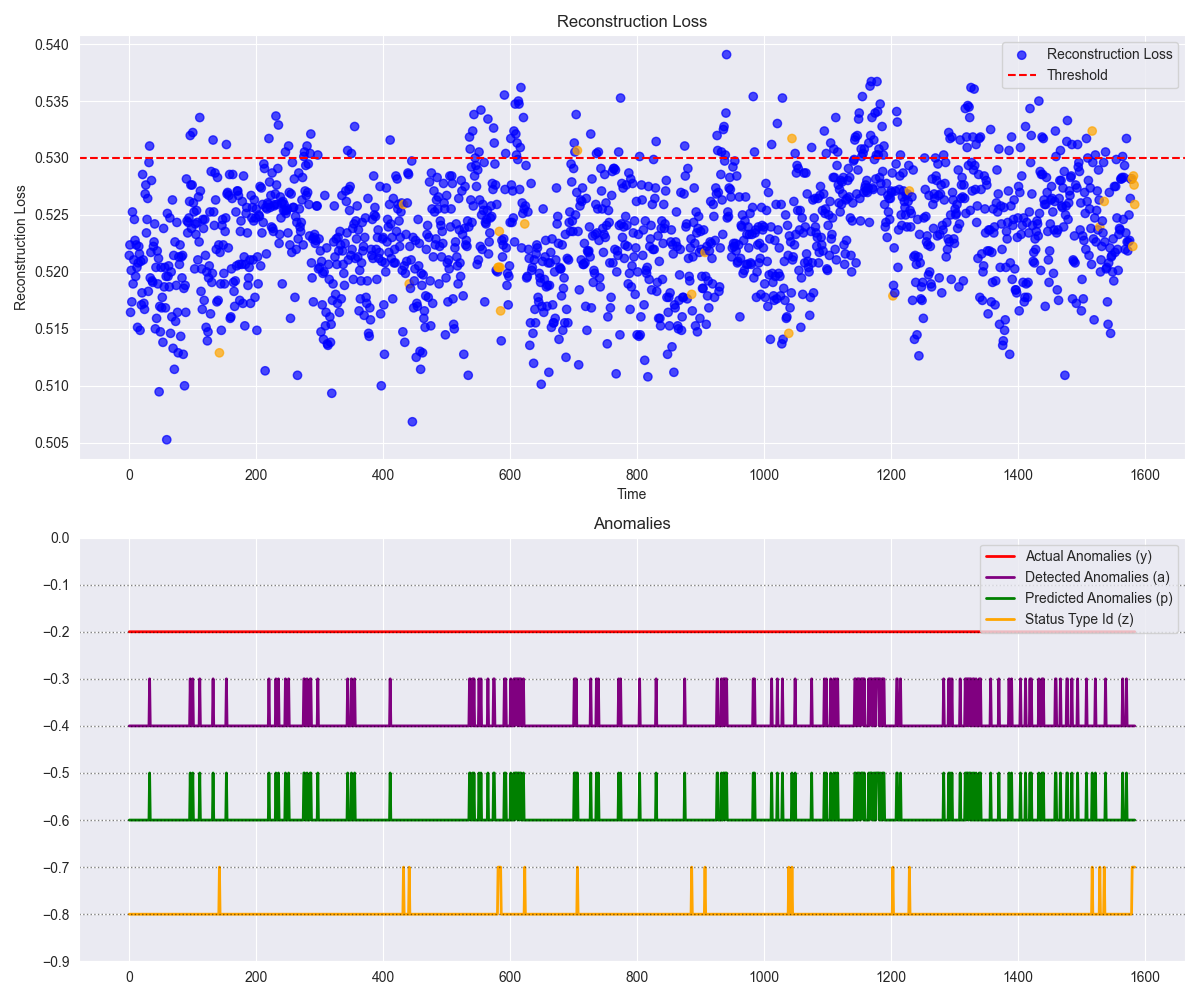 Reconstruction Loss
0.540
0.535
0.530
0.525
0.520
0.515
0.510
0.505
Reconstruction Loss
Reconstruction Loss
Threshold
0 200 400 600 800 1000 1200 1400 1600
Time
Anomalies
0.0
−0.1
−0.2
−0.3
−0.4
−0.5
−0.6
−0.7
−0.8
−0.9
Actual Anomalies (y)
Detected Anomalies (a)
Predicted Anomalies (p)
Status Type Id (z)
0 200 400 600 800 1000 1200 1400 1600